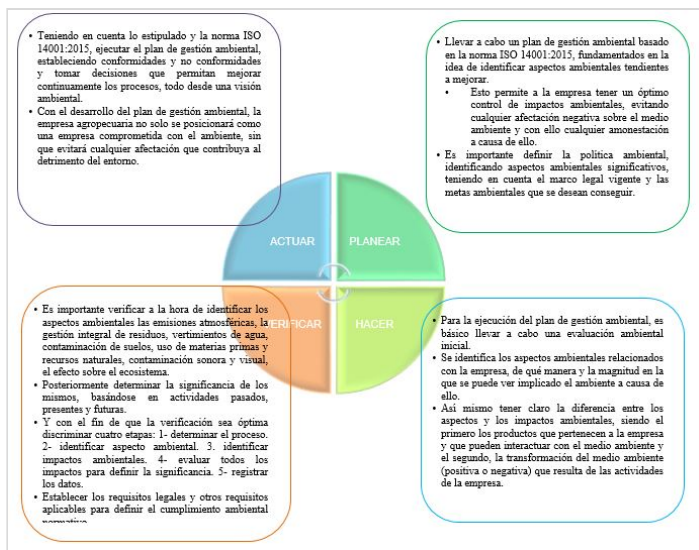 • Teniendo en cuenta lo estipulado y la norma ISO
14001:2015, ejecutar el plan de gestión ambiental,
estableciendo conformidades y no conformidades
y tomar decisiones que permitan mejorar
continuamente los procesos, todo desde una visión
ambiental.
• Con el desarrollo del plan de gestión ambiental, la
empresa agropecuaria no solo se posicionará como
una empresa comprometida con el ambiente, sin
que evitará cualquier afectación que contribuya al
detrimento del entorno.
• Llevar a cabo un plan de gestión ambiental basado
en la norma ISO 14001:2015, fundamentados en la
idea de identificar aspectos ambientales tendientes
a mejorar.
• Esto permite a la empresa tener un óptimo
control de impactos ambientales, evitando
cualquier afectación negativa sobre el medio
ambiente y con ello cualquier amonestación
a causa de ello.
• Es importante definir la política ambiental,
identificando aspectos ambientales significativos,
teniendo en cuenta el marco legal vigente y las
metas ambientales que se desean conseguir.
ACTUAR
PLANEAR
VERIFICAR
HACER
• Es importante verificar a la hora de identificar los
aspectos ambientales las emisiones atmosféricas, la
gestión integral de residuos, vertimientos de agua,
contaminación de suelos, uso de materias primas y
recursos naturales, contaminación sonora y visual,
el efecto sobre el ecosistema.
• Posteriormente determinar la significancia de los
mismos, basándose en actividades pasados,
presentes y futuras.
• Y con el fin de que la verificación sea óptima
discriminar cuatro etapas: 1- determinar el proceso.
2- identificar aspecto ambiental. 3. identificar
impactos ambientales. 4- evaluar todos los
impactos para definir la significancia. 5- registrar
los datos.
• Establecer los requisitos legales y otros requisitos
aplicables para definir el cumplimiento ambiental
normativo
• Para la ejecución del plan de gestión ambiental, es
básico llevar a cabo una evaluación ambiental
inicial.
• Se identifica los aspectos ambientales relacionados
con la empresa, de qué manera y la magnitud en la
que se puede ver implicado el ambiente a causa de
ello.
• Así mismo tener claro la diferencia entre los
aspectos y los impactos ambientales, siendo el
primero los productos que pertenecen a la empresa
y que pueden interactuar con el medio ambiente y
el segundo, la transformación del medio ambiente
(positiva o negativa) que resulta de las actividades
de la empresa.